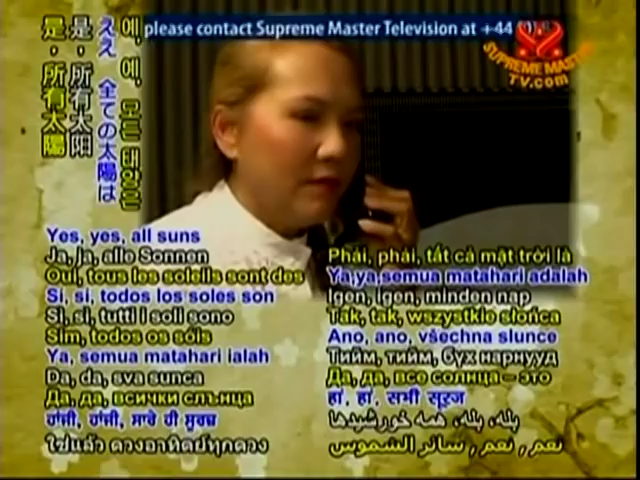 please contact Supreme Master Television at +44
SUPREME MASTER
TV.com
是，所有太陽
是，所有太阳
ええ 全ての太陽は
예, 예, 모든 태양은
Yes, yes, all suns
Ja, ja, alle Sonnen
Oui, tous les soleils sont des
Sí, sí, todos los soles son
Si, si, tutti i soli sono
Sim, todos os sóis
Ya, semua matahari ialah
Da, da, sva sunca
Да, да, всички слънца
ਹਾਂਜੀ, ਹਾਂਜੀ, ਸਾਰੇ ਹੀ ਸੂਰਜ
ใช่แล้ว ดวงอาทิตย์ทุกดวง
Phải, phải, tất cả mặt trời là
Ya,ya,semua matahari adalah
Igen, igen, minden nap
Tak, tak, wszystkie słońca
Ano, ano, všechna slunce
Тийм, тийм, бүх нарнууд
Да, да, все солнца – это
हां, हां, सभी सूरज
بله، بله، همه خورشیدها
نعم ، نعم ، سائر الشموس